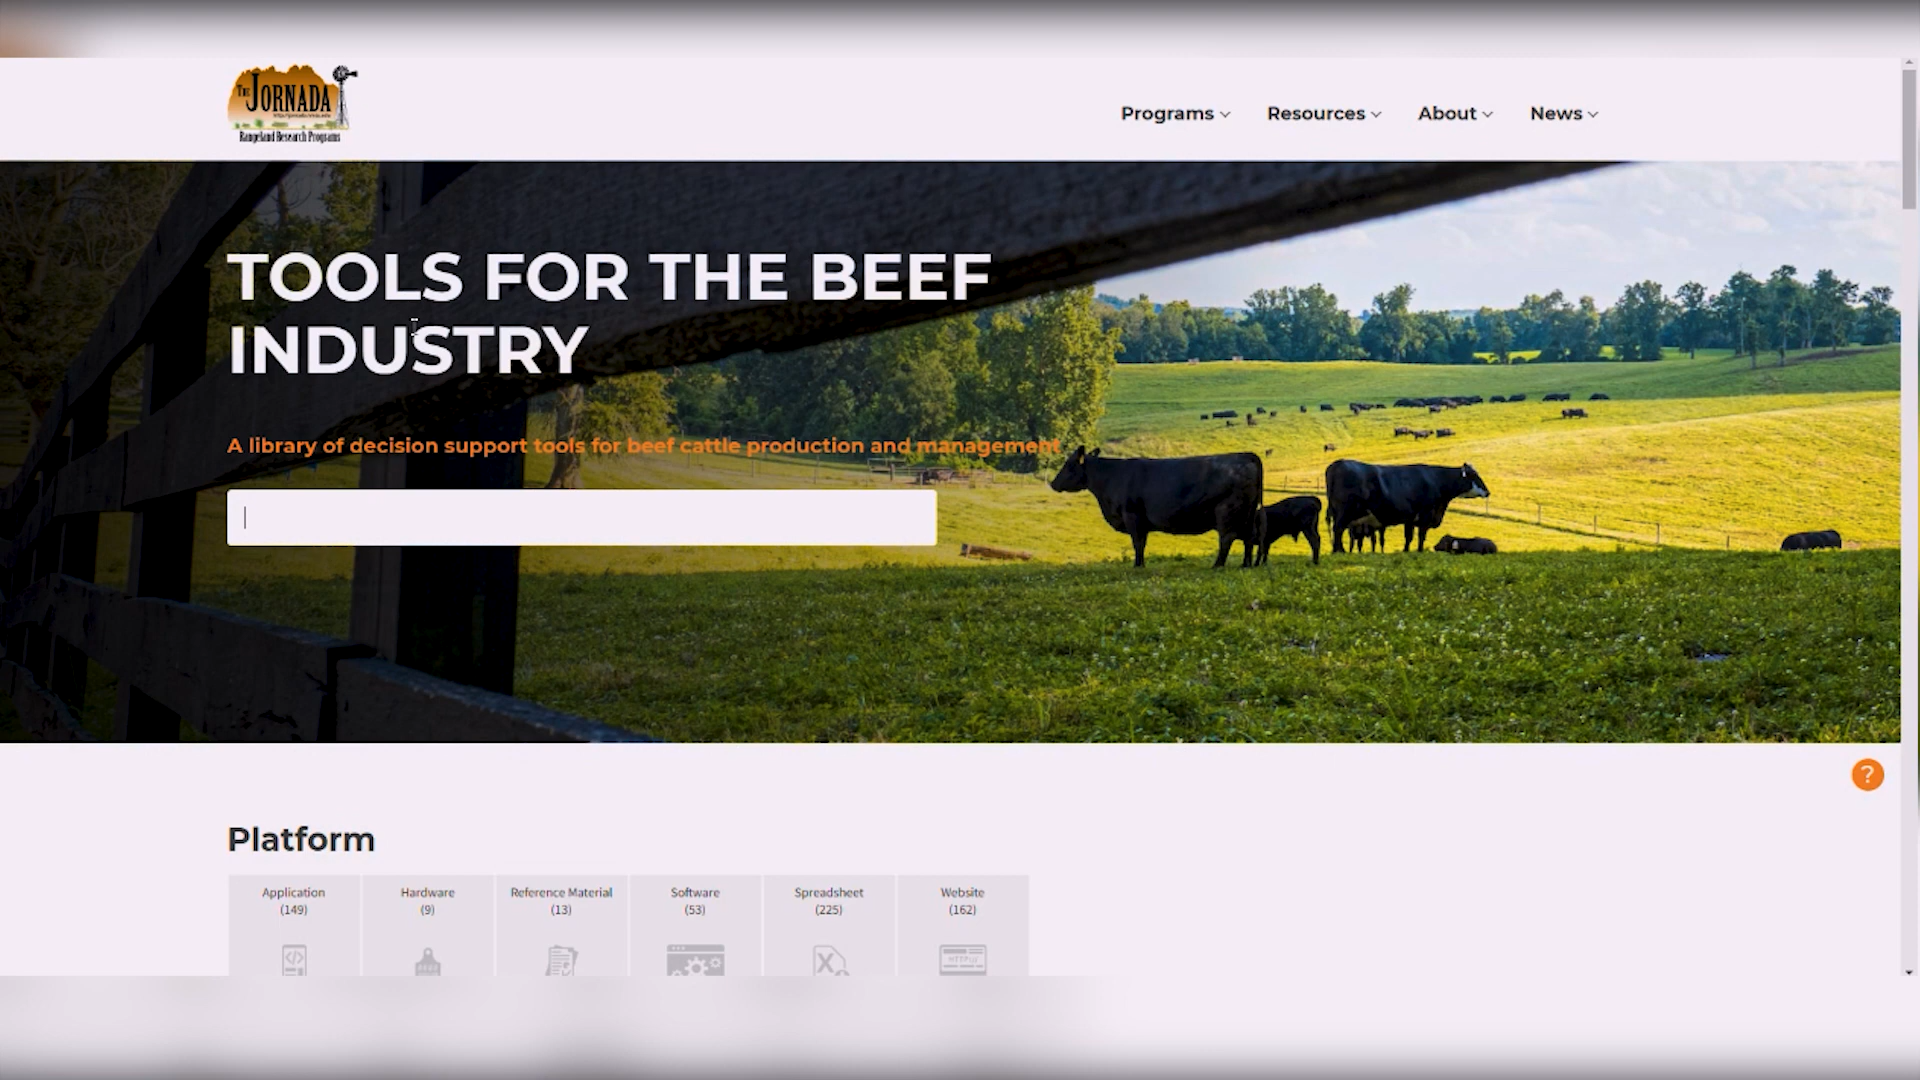 THE JORNADA
Rangeland Research Programs
Programs
Resources
About
News
TOOLS FOR THE BEEF
INDUSTRY
A library of decision support tools for beef cattle production and management
?
Platform
Application
(149)
Hardware
(9)
Reference Material
(13)
Software
(53)
Spreadsheet
(225)
Website
(162)
HTTP://